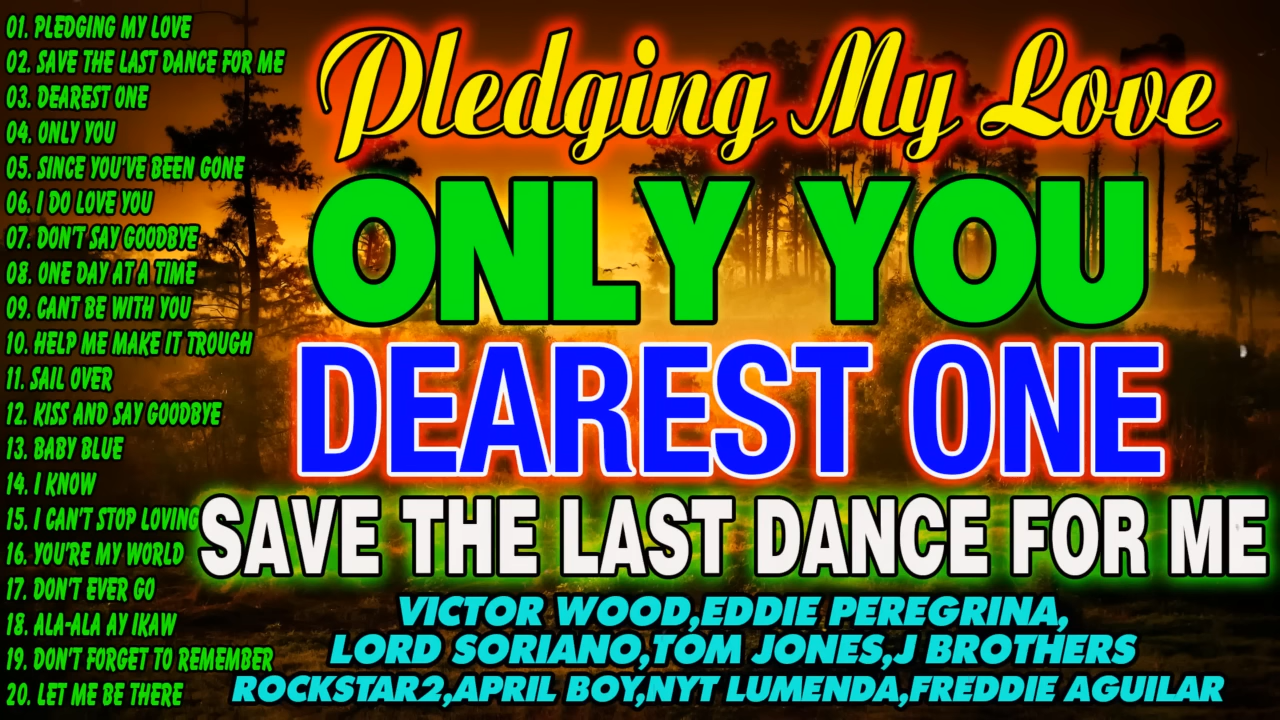 01. PLEDGING MY LOVE
02. SAVE THE LAST DANCE FOR ME
03. DEAREST ONE
04. ONLY YOU
05. SINCE YOU'VE BEEN GONE
06. I DO LOVE YOU
07. DON'T SAY GOODBYE
08. ONE DAY AT A TIME
09. CANT BE WITH YOU
10. HELP ME MAKE IT TROUGH
11. SAIL OVER
12. KISS AND SAY GOODBYE
13. BABY BLUE
14. I KNOW
15. I CAN'T STOP LOVING
16. YOU'RE MY WORLD
17. DON'T EVER GO
18. ALA-ALA AY IKAW
19. DON'T FORGET TO REMEMBER
20. LET ME BE THERE
Pledging My Love
ONLY YOU
DEAREST ONE
SAVE THE LAST DANCE FOR ME
VICTOR WOOD,EDDIE PEREGRINA,
LORD SORIANO,TOM JONES,J BROTHERS
ROCKSTAR2,APRIL BOY,NYT LUMENDA,FREDDIE AGUILAR